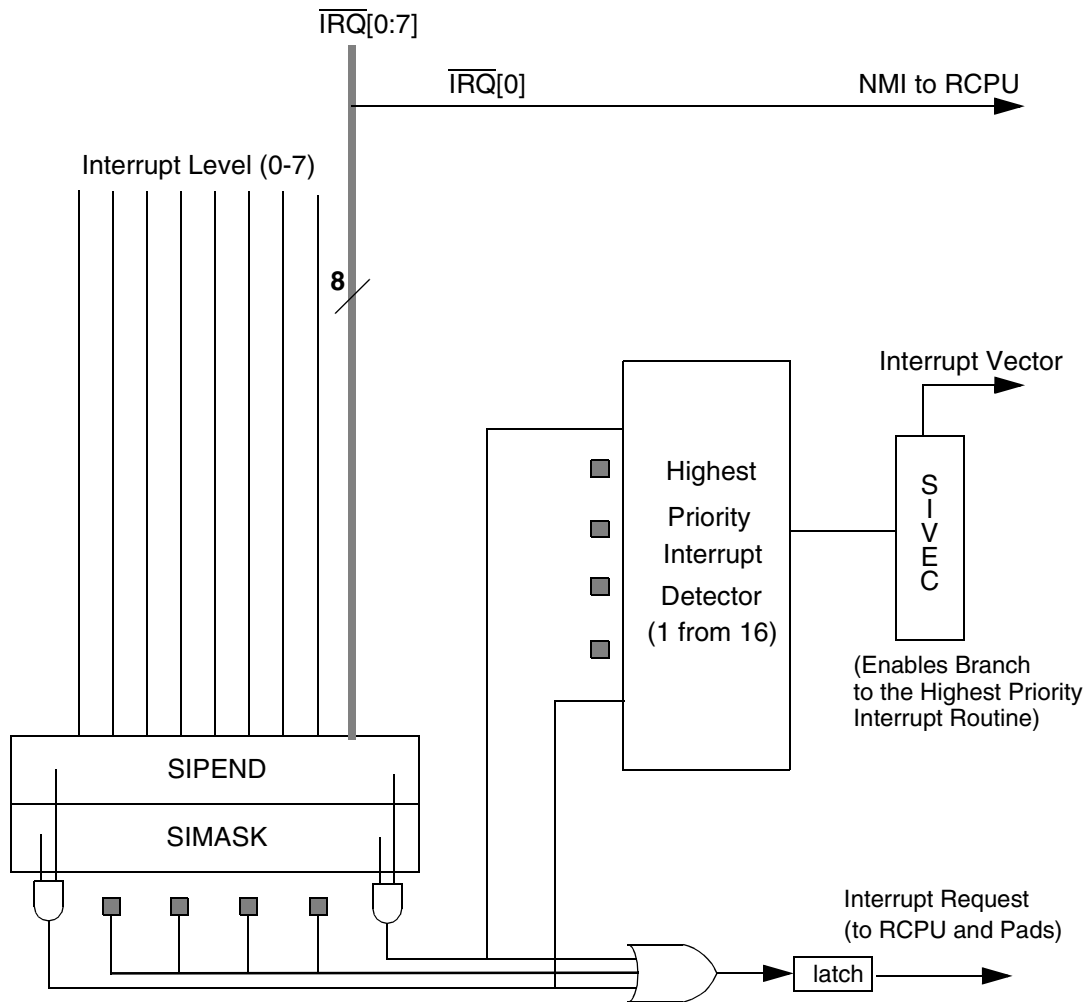 IRQ[0:7]
IRQ[0]
NMI to RCPU
Interrupt Level (0-7)
8
Interrupt Vector
Highest
Priority
Interrupt
Detector
(1 from 16)
S
I
V
E
C
(Enables Branch
to the Highest Priority
Interrupt Routine)
SIPEND
SIMASK
Interrupt Request
(to RCPU and Pads)
latch